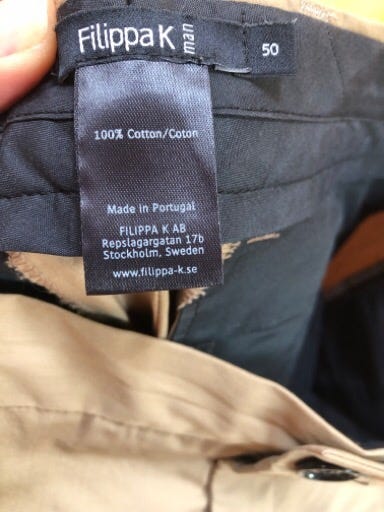 Filippa K man
50
100% Cotton/Coton
Made in Portugal
FILIPPA K AB
Repslagargatan 17b
Stockholm, Sweden
www.filippa-k.se